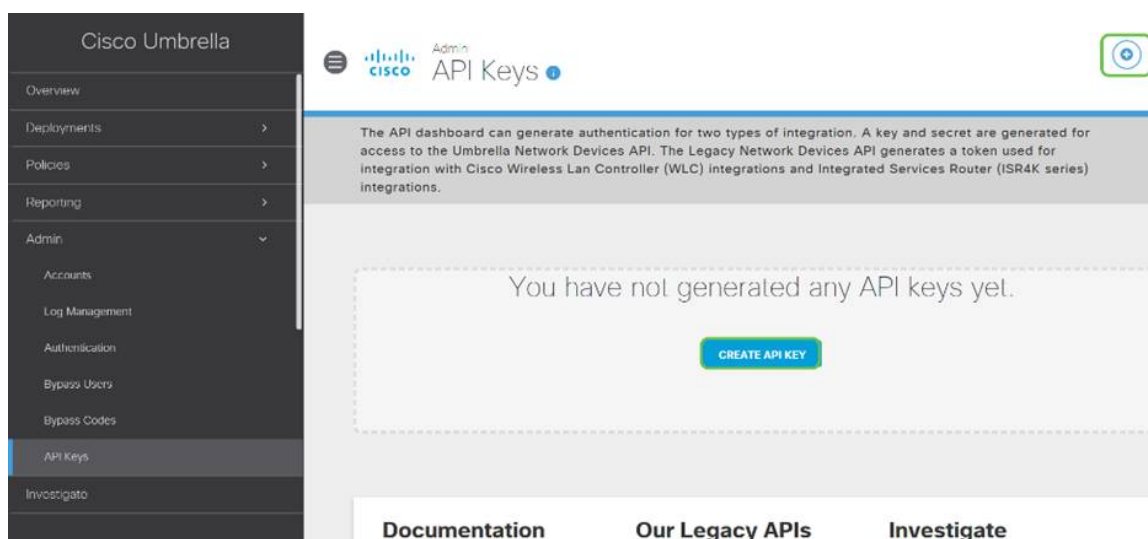 Cisco Umbrella
Overview
Deployments
Policies
Reporting
Admin
Accounts
Log Management
Authentication
Bypass Users
Bypass Codes
API Keys
Investigate
CISCO
Admin
API Keys
The API dashboard can generate authentication for two types of integration. A key and secret are generated for
access to the Umbrella Network Devices API. The Legacy Network Devices API generates a token used for
integration with Cisco Wireless Lan Controller (WLC) integrations and Integrated Services Router (ISR4K series)
integrations.
You have not generated any API keys yet.
CREATE API KEY
Documentation
Our Legacy APIs
Investigate